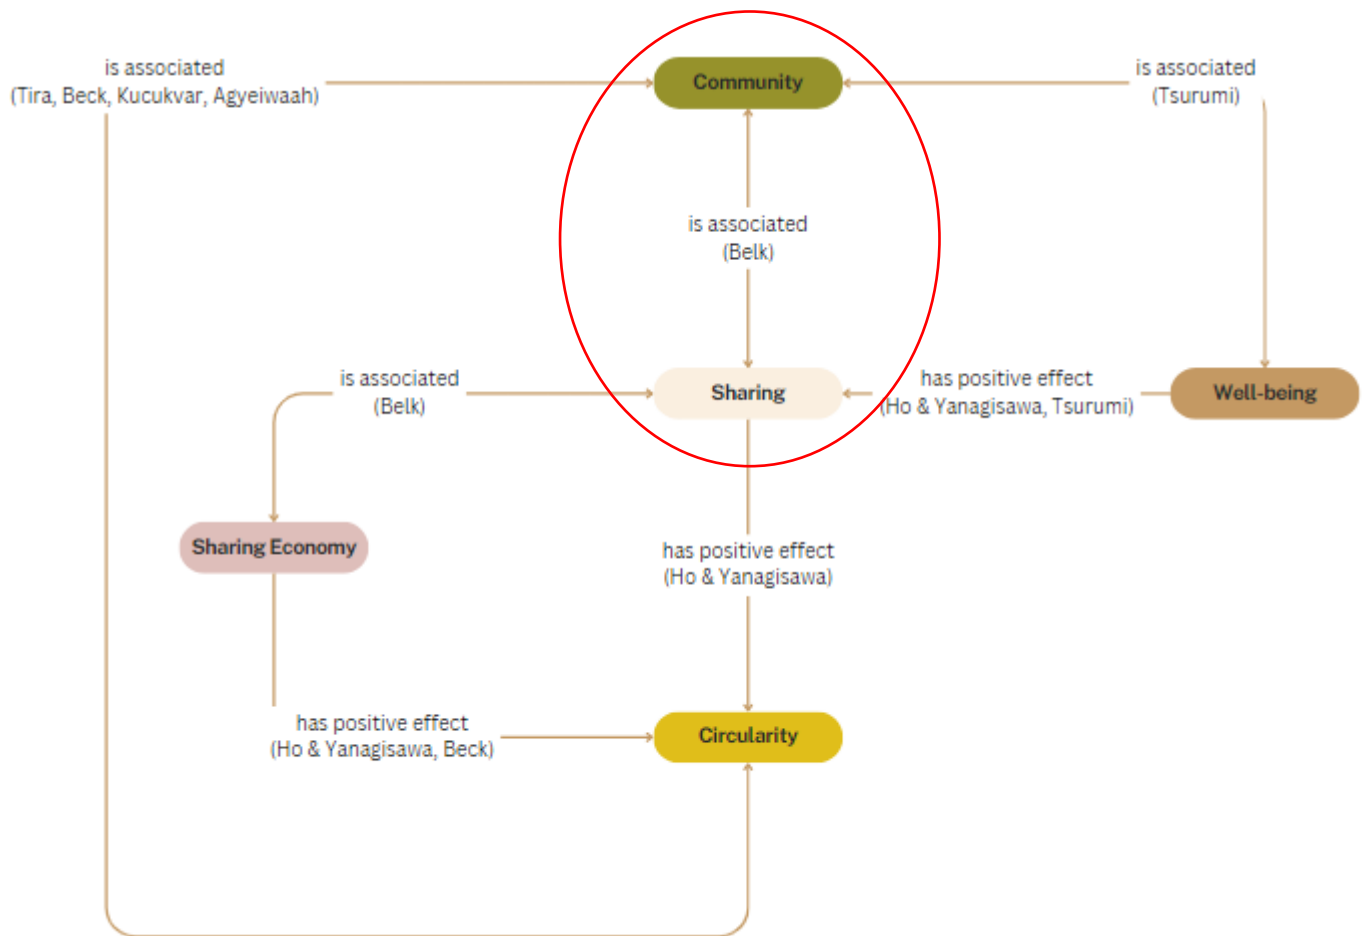 is associated
(Tira, Beck, Kucukvar, Agyeiwaah)
Community
is associated
(Tsurumi)
is associated
(Belk)
is associated
(Belk)
Sharing
has positive effect
(Ho & Yanagisawa, Tsurumi)
Well-being
Sharing Economy
has positive effect
(Ho & Yanagisawa)
has positive effect
(Ho & Yanagisawa, Beck)
Circularity